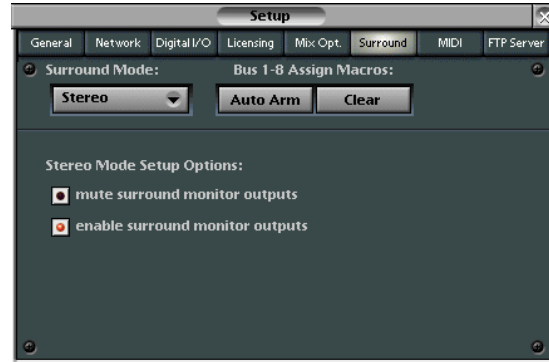 Setup
General Network Digital I/O Licensing Mix Opt. Surround MIDI FTP Server
Surround Mode: Bus 1-8 Assign Macros:
Stereo Auto Arm Clear
Stereo Mode Setup Options:
mute surround monitor outputs
enable surround monitor outputs